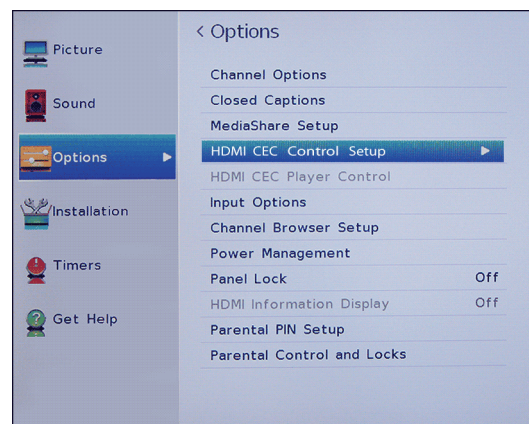 Picture
Sound
Options
Installation
Timers
Get Help
< Options
Channel Options
Closed Captions
MediaShare Setup
HDMI CEC Control Setup
HDMI CEC Player Control
Input Options
Channel Browser Setup
Power Management
Panel Lock Off
HDMI Information Display Off
Parental PIN Setup
Parental Control and Locks